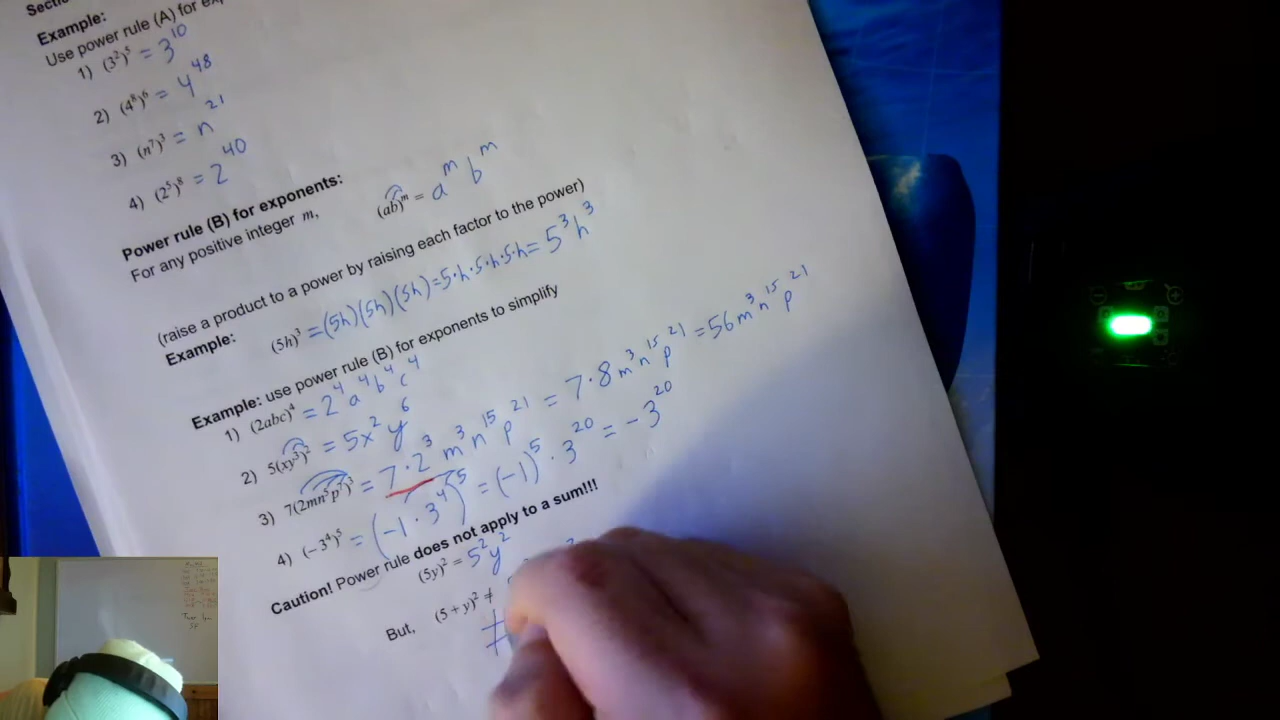 Example:
Use power rule (A) for
1) (3²)⁵ = 3¹⁰
2) (4⁸)⁶ = 4⁴⁸
3) (n⁷)³ = n²¹
4) (2⁵)⁸ = 2⁴⁰
Power rule (B) for exponents:
For any positive integer m, (ab)ᵐ = aᵐ bᵐ
(raise a product to a power by raising each factor to the power)
Example: (5h)³ = (5h)(5h)(5h) = 5·h·5·h·5·h = 5³h³
Example: use power rule (B) for exponents to simplify
1) (2abc)⁴ = 2⁴a⁴b⁴c⁴
2) 5(xy³)² = 5x²y⁶
3) 7(2mn⁵p⁷)³ = 7·2³m³n¹⁵p²¹ = 7·8m³n¹⁵p²¹ = 56m³n¹⁵p²¹
4) (−3⁴)⁵ = (−1·3⁴)⁵ = (−1)⁵·3²⁰ = −3²⁰
Caution! Power rule does not apply to a sum!!!
(5y)² = 5²y²
But, (5 + y)² ≠
≠